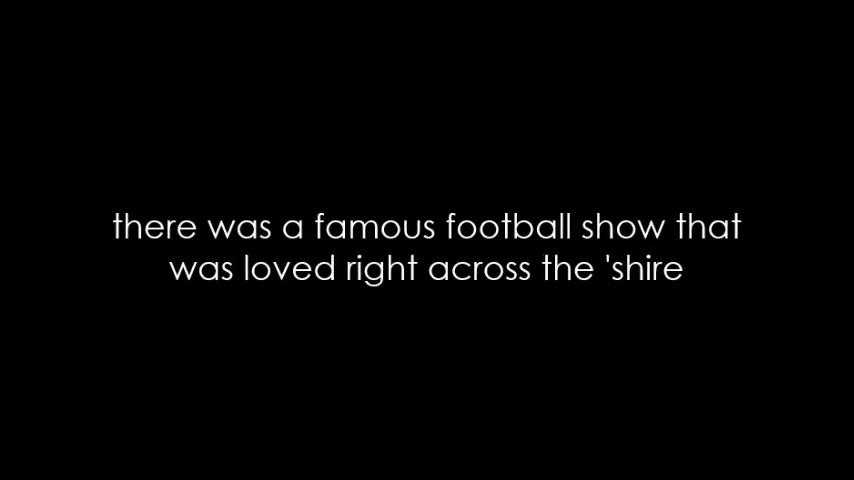 there was a famous football show that
was loved right across the 'shire